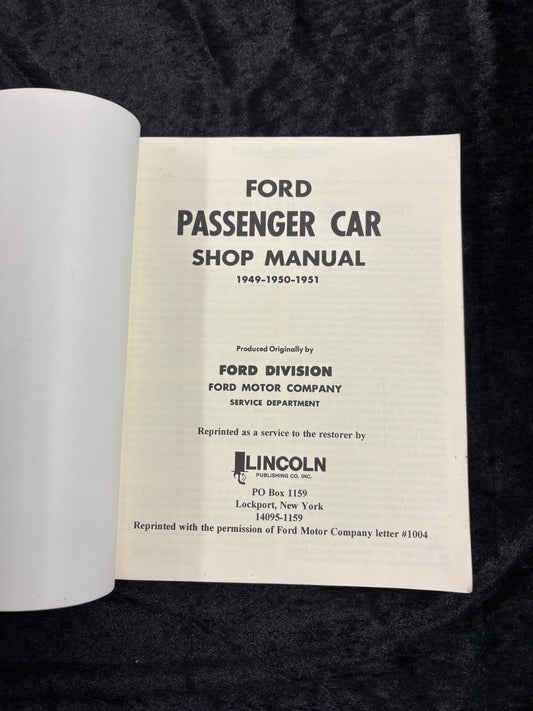 FORD
PASSENGER CAR
SHOP MANUAL
1949-1950-1951
Produced Originally by
FORD DIVISION
FORD MOTOR COMPANY
SERVICE DEPARTMENT
Reprinted as a service to the restorer by
LINCOLN
PUBLISHING CO. INC.
PO Box 1159
Lockport, New York
14095-1159
Reprinted with the permission of Ford Motor Company letter #1004